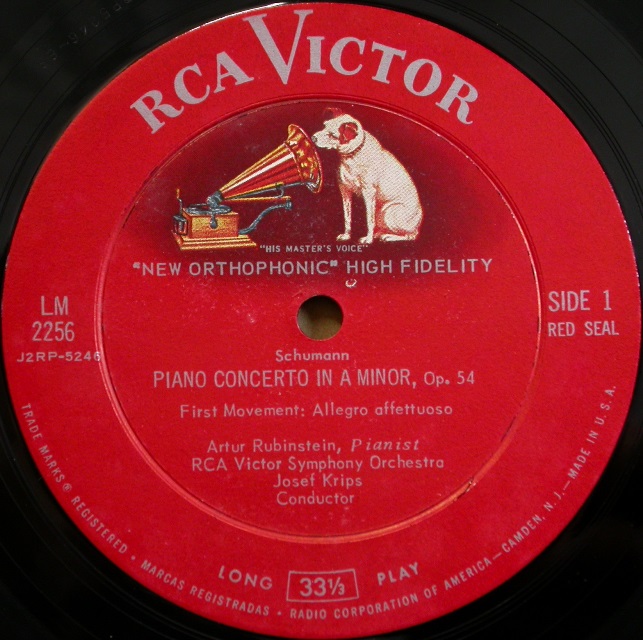 RCA VICTOR
"HIS MASTER'S VOICE"
"NEW ORTHOPHONIC" HIGH FIDELITY
LM
2256
J2RP-5246
SIDE 1
RED SEAL
Schumann
PIANO CONCERTO IN A MINOR, Op. 54
First Movement: Allegro affettuoso
Artur Rubinstein, Pianist
RCA Victor Symphony Orchestra
Josef Krips
Conductor
LONG 33⅓ PLAY
TRADE MARKS ® REGISTERED • MARCAS REGISTRADAS • RADIO CORPORATION OF AMERICA—CAMDEN, N. J.—MADE IN U. S. A.